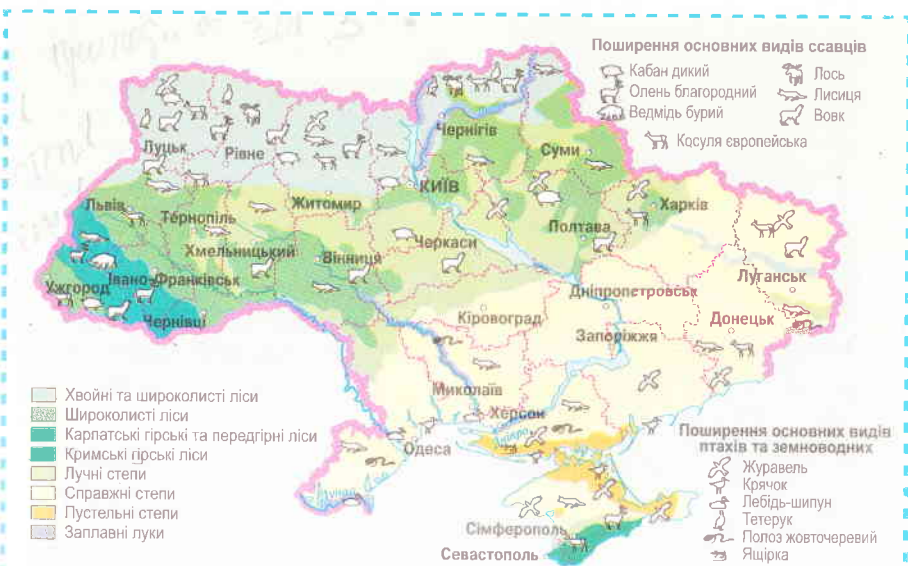 Поширення основних видів ссавців
Кабан дикий
Олень благородний
Ведмідь бурий
Лось
Лисиця
Вовк
Косуля європейська
Чернігів
Луцьк
Рівне
Суми
КИЇВ
Житомир
Львів
Тернопіль
Харків
Полтава
Хмельницький
Вінниця
Черкаси
Ужгород
Івано-Франківськ
Луганськ
Дніпропетровськ
Чернівці
Кіровоград
Донецьк
Запоріжжя
Миколаїв
Херсон
Одеса
Дніпро
Дунай
Сімферополь
Севастополь
Хвойні та широколисті ліси
Широколисті ліси
Карпатські гірські та передгірні ліси
Кримські гірські ліси
Лучні степи
Справжні степи
Пустельні степи
Заплавні луки
Поширення основних видів
птахів та земноводних
Журавель
Крячок
Лебідь-шипун
Тетерук
Полоз жовточеревий
Ящірка